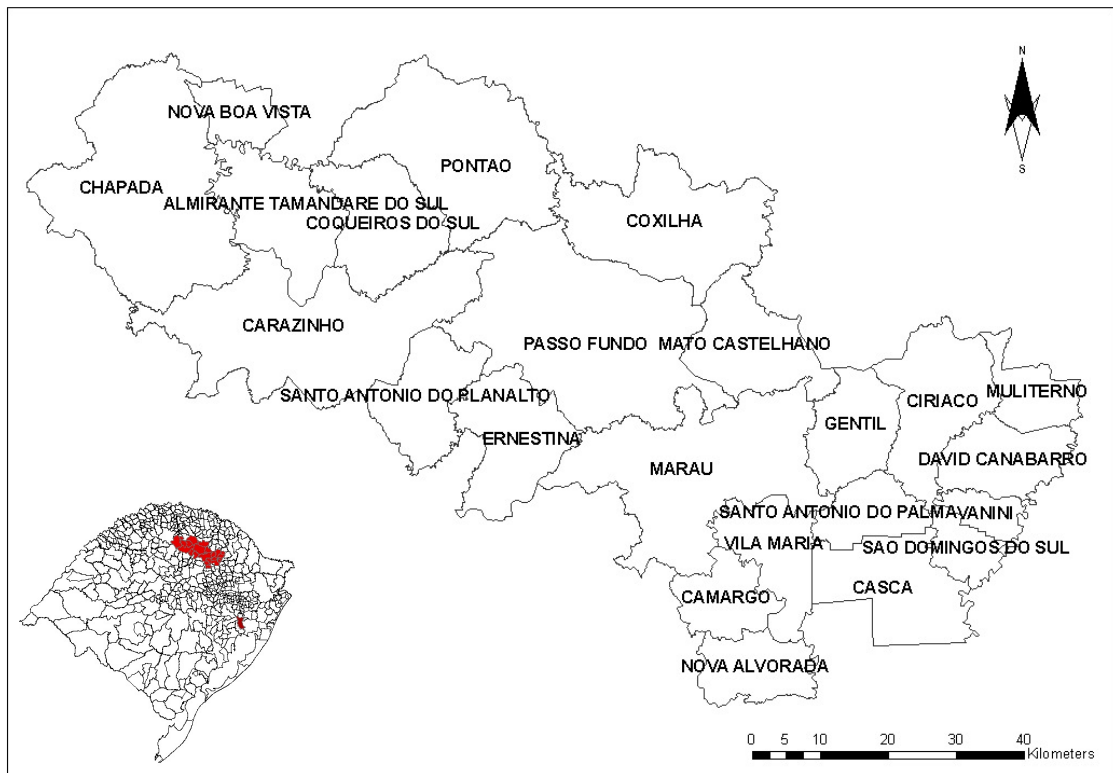 N
S
NOVA BOA VISTA
PONTAO
CHAPADA
ALMIRANTE TAMANDARE DO SUL
COQUEIROS DO SUL
COXILHA
CARAZINHO
PASSO FUNDO
MATO CASTELHANO
SANTO ANTONIO DO PLANALTO
MULITERNO
CIRIACO
GENTIL
ERNESTINA
DAVID CANABARRO
MARAU
SANTO ANTONIO DO PALMA
VANINI
VILA MARIA
SAO DOMINGOS DO SUL
CASCA
CAMARGO
NOVA ALVORADA
0 5 10 20 30 40
Kilometers